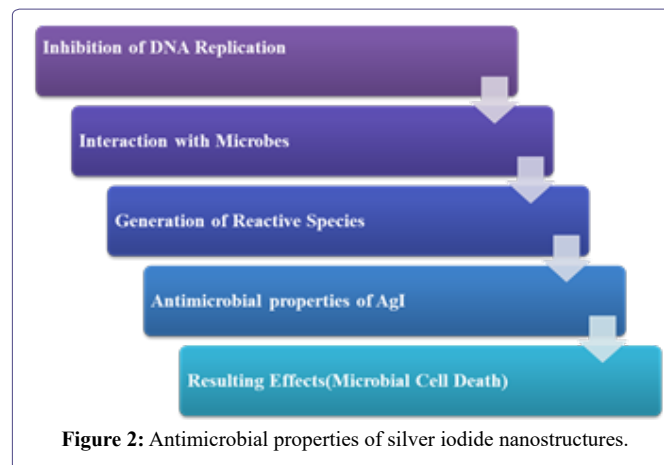 Inhibition of DNA Replication
Interaction with Microbes
Generation of Reactive Species
Antimicrobial properties of AgI
Resulting Effects(Microbial Cell Death)
Figure 2: Antimicrobial properties of silver iodide nanostructures.